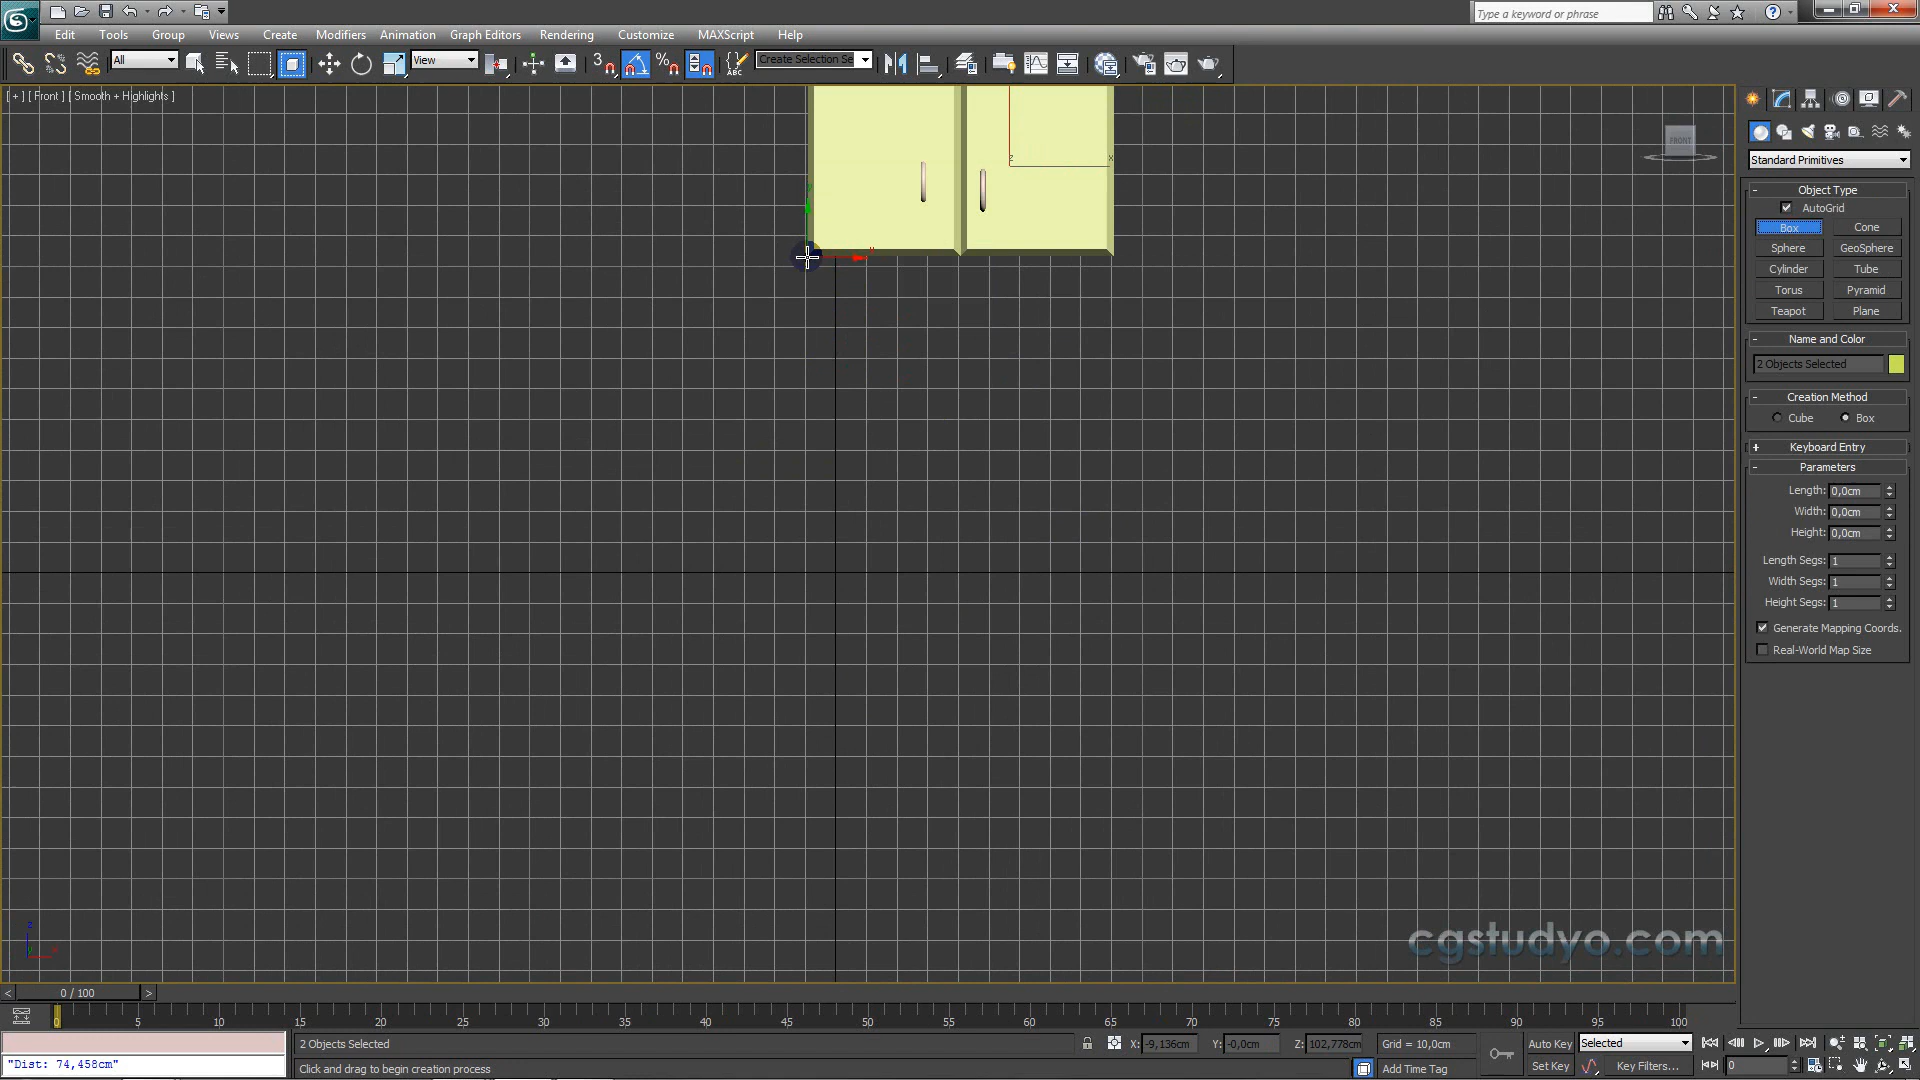 Type a keyword or phrase
Edit Tools Group Views Create Modifiers Animation Graph Editors Rendering Customize MAXScript Help
All
View
3
%
ABC
Create Selection Se
[ + ] [ Front ] [ Smooth + Highlights ]
FRONT
z
x
y
Standard Primitives
- Object Type
AutoGrid
Box Cone
Sphere GeoSphere
Cylinder Tube
Torus Pyramid
Teapot Plane
- Name and Color
2 Objects Selected
- Creation Method
Cube Box
+ Keyboard Entry
- Parameters
Length: 0,0cm
Width: 0,0cm
Height: 0,0cm
Length Segs: 1
Width Segs: 1
Height Segs: 1
Generate Mapping Coords.
Real-World Map Size
z
cgstudyo.com
< 0 / 100 >
0 5 10 15 20 25 30 35 40 45 50 55 60 65 70 75 80 85 90 95 100
2 Objects Selected X: -9,136cm Y: -0,0cm Z: 102,778cm Grid = 10,0cm Auto Key Selected
"Dist: 74,458cm" Click and drag to begin creation process Add Time Tag Set Key Key Filters... 0